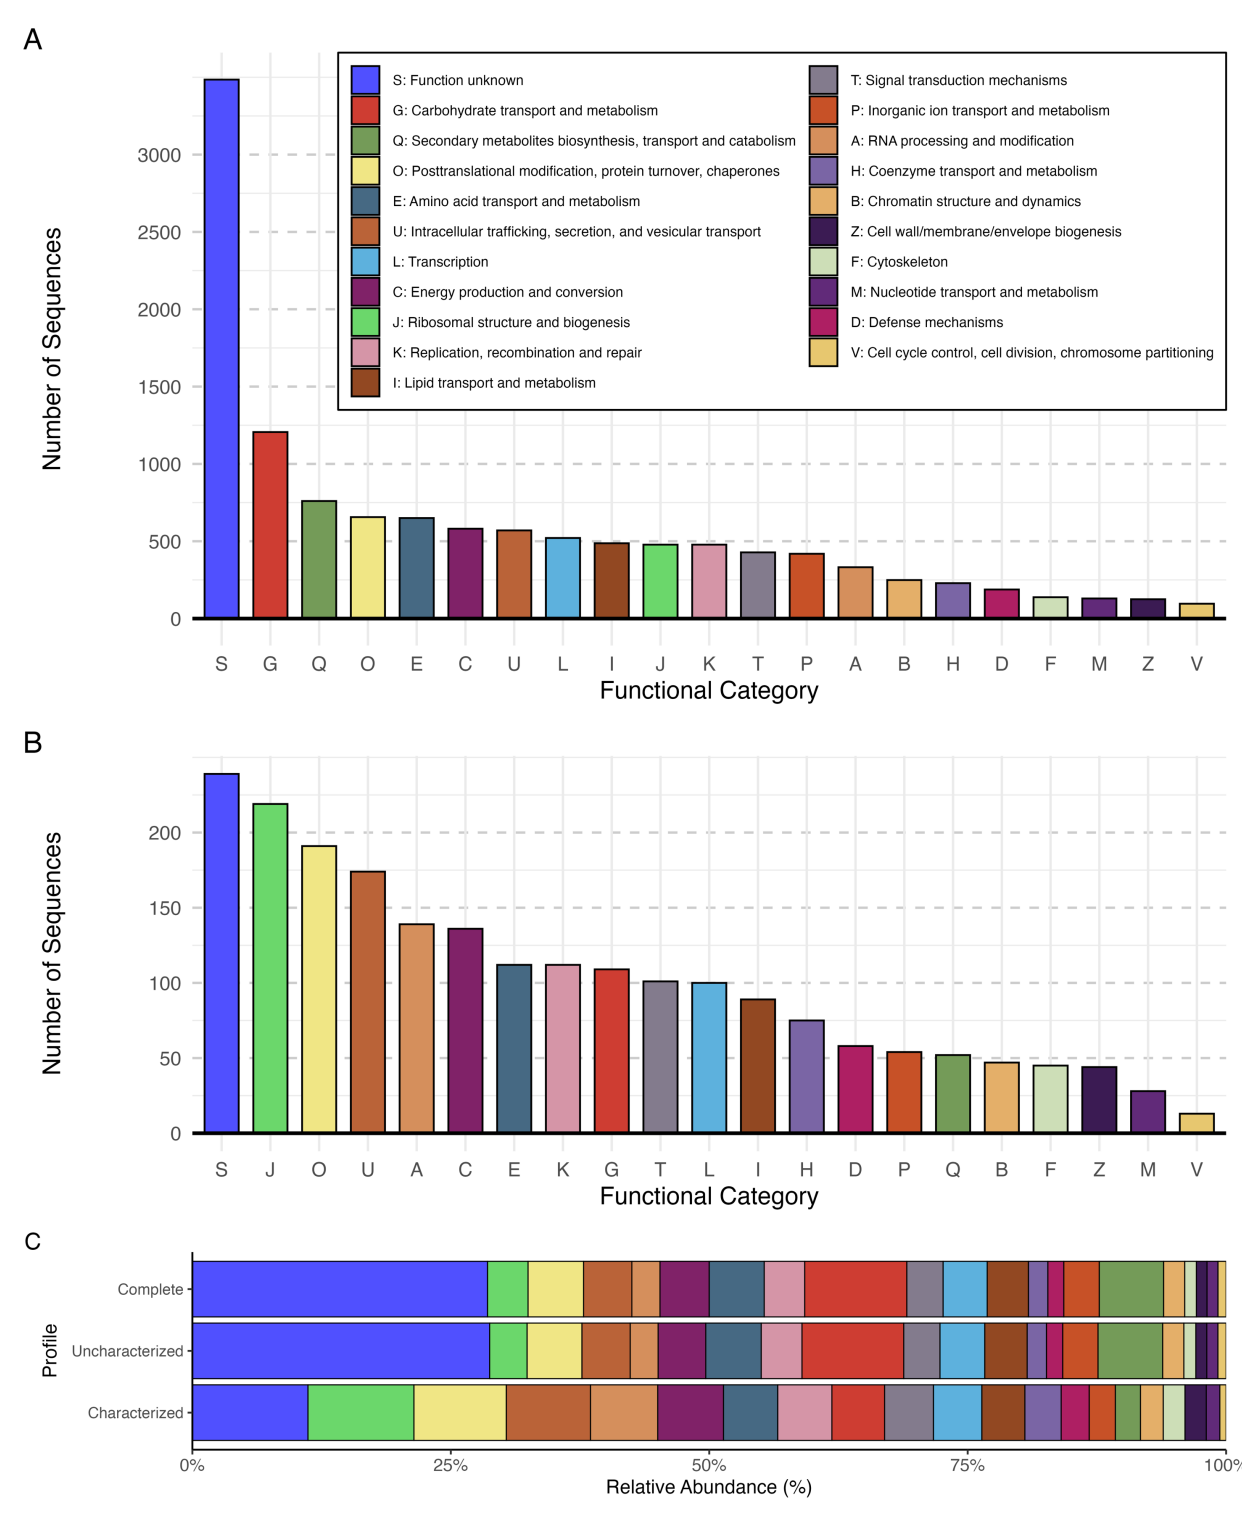 A
S: Function unknown
G: Carbohydrate transport and metabolism
Q: Secondary metabolites biosynthesis, transport and catabolism
O: Posttranslational modification, protein turnover, chaperones
E: Amino acid transport and metabolism
U: Intracellular trafficking, secretion, and vesicular transport
L: Transcription
C: Energy production and conversion
J: Ribosomal structure and biogenesis
K: Replication, recombination and repair
I: Lipid transport and metabolism
T: Signal transduction mechanisms
P: Inorganic ion transport and metabolism
A: RNA processing and modification
H: Coenzyme transport and metabolism
B: Chromatin structure and dynamics
Z: Cell wall/membrane/envelope biogenesis
F: Cytoskeleton
M: Nucleotide transport and metabolism
D: Defense mechanisms
V: Cell cycle control, cell division, chromosome partitioning
Number of Sequences
3000
2500
2000
1500
1000
500
0
S G Q O E C U L I J K T P A B H D F M Z V
Functional Category
B
Number of Sequences
200
150
100
50
0
S J O U A C E K G T L I H D P Q B F Z M V
Functional Category
C
Profile
Complete
Uncharacterized
Characterized
0% 25% 50% 75% 100%
Relative Abundance (%)